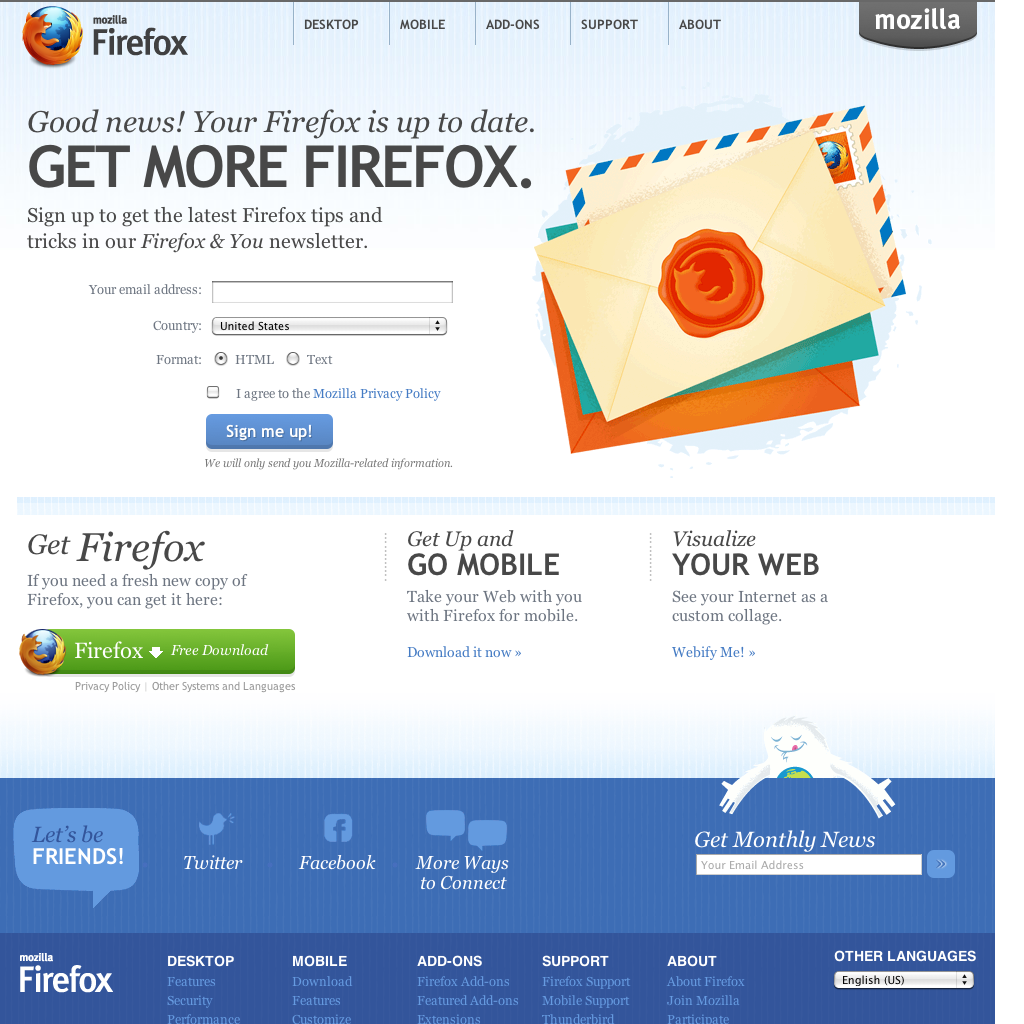 mozilla
Firefox
DESKTOP
MOBILE
ADD-ONS
SUPPORT
ABOUT
mozilla
Good news! Your Firefox is up to date.
GET MORE FIREFOX.
Sign up to get the latest Firefox tips and
tricks in our Firefox & You newsletter.
Your email address:
Country: United States
Format: HTML Text
I agree to the Mozilla Privacy Policy
Sign me up!
We will only send you Mozilla-related information.
Get Firefox
If you need a fresh new copy of
Firefox, you can get it here:
Firefox Free Download
Privacy Policy | Other Systems and Languages
Get Up and
GO MOBILE
Take your Web with you
with Firefox for mobile.
Download it now »
Visualize
YOUR WEB
See your Internet as a
custom collage.
Webify Me! »
Let's be
FRIENDS!
Twitter
Facebook
More Ways
to Connect
Get Monthly News
Your Email Address
»
mozilla
Firefox
DESKTOP
Features
Security
Performance
MOBILE
Download
Features
Customize
ADD-ONS
Firefox Add-ons
Featured Add-ons
Extensions
SUPPORT
Firefox Support
Mobile Support
Thunderbird
ABOUT
About Firefox
Join Mozilla
Participate
OTHER LANGUAGES
English (US)